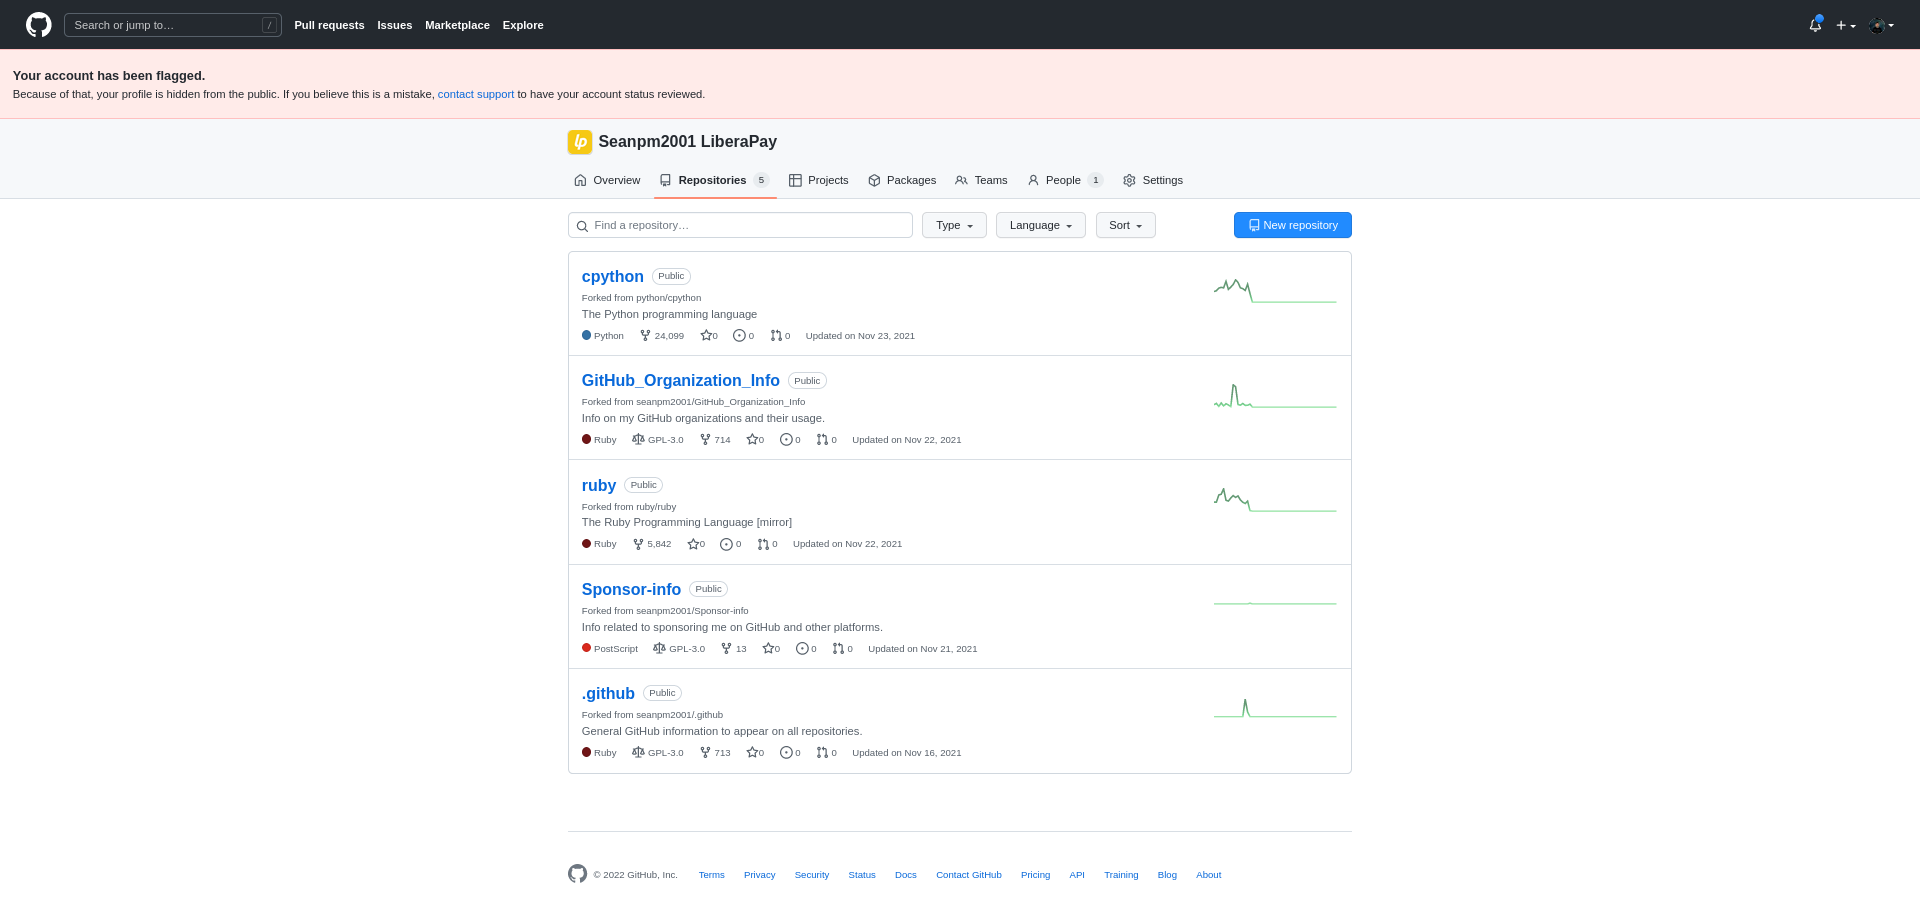 Search or jump to… /
Pull requests Issues Marketplace Explore
Your account has been flagged.
Because of that, your profile is hidden from the public. If you believe this is a mistake, contact support to have your account status reviewed.
lp Seanpm2001 LiberaPay
Overview Repositories 5 Projects Packages Teams People 1 Settings
Find a repository… Type Language Sort New repository
cpython Public
Forked from python/cpython
The Python programming language
Python 24,099 0 0 0 Updated on Nov 23, 2021
GitHub_Organization_Info Public
Forked from seanpm2001/GitHub_Organization_Info
Info on my GitHub organizations and their usage.
Ruby GPL-3.0 714 0 0 0 Updated on Nov 22, 2021
ruby Public
Forked from ruby/ruby
The Ruby Programming Language [mirror]
Ruby 5,842 0 0 0 Updated on Nov 22, 2021
Sponsor-info Public
Forked from seanpm2001/Sponsor-info
Info related to sponsoring me on GitHub and other platforms.
PostScript GPL-3.0 13 0 0 0 Updated on Nov 21, 2021
.github Public
Forked from seanpm2001/.github
General GitHub information to appear on all repositories.
Ruby GPL-3.0 713 0 0 0 Updated on Nov 16, 2021
© 2022 GitHub, Inc. Terms Privacy Security Status Docs Contact GitHub Pricing API Training Blog About